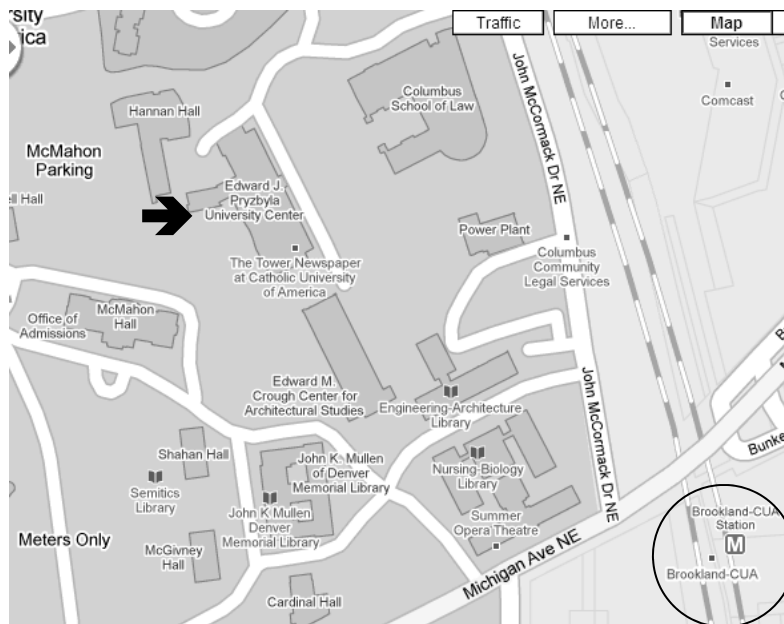 rsity
ica
Traffic
More...
Map
Services
Comcast
Columbus
School of Law
John McCormack Dr NE
Hannan Hall
McMahon
Parking
ll Hall
Edward J.
Pryzbyla
University Center
Power Plant
The Tower Newspaper
at Catholic University
of America
Columbus
Community
Legal Services
McMahon
Hall
Office of
Admissions
Edward M.
Crough Center for
Architectural Studies
Engineering-Architecture
Library
John McCormack Dr NE
Bunke
Shahan Hall
John K. Mullen
of Denver
Memorial Library
Nursing-Biology
Library
Semitics
Library
John K Mullen
Denver
Memorial Library
Summer
Opera Theatre
Brookland-CUA
Station
M
Brookland-CUA
Meters Only
McGivney
Hall
Michigan Ave NE
Cardinal Hall